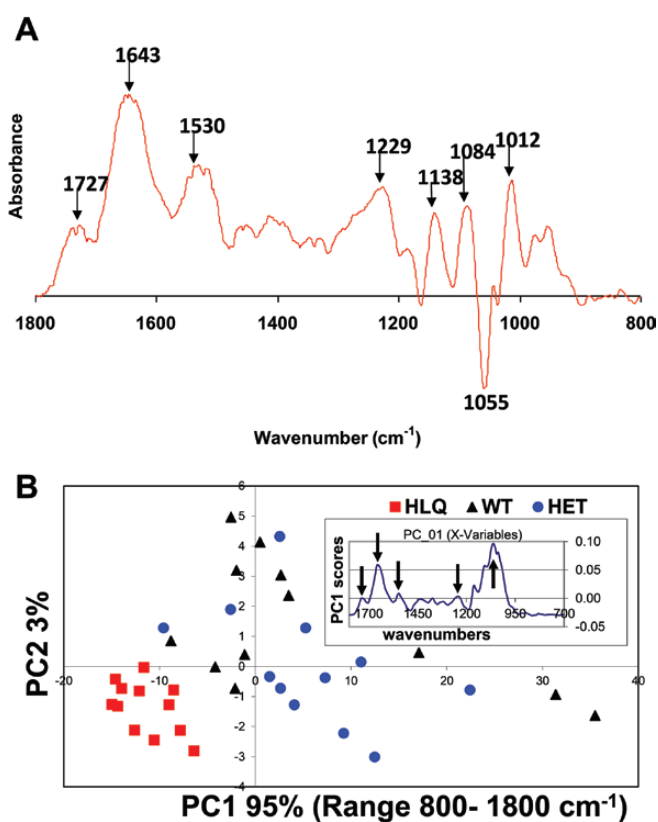 A
1643
1530
1727
1229
1138
1084
1012
Absorbance
1800 1600 1400 1200 1000 800
1055
Wavenumber (cm-1)
B
HLQ WT HET
6
5
4
3
2
1
0
-1
-2
-3
-4
-20 -10 0 10 20 30 40
PC2 3%
PC_01 (X-Variables)
PC1 scores
0.10
0.05
0.00
-0.05
1700 1450 1200 950 700
wavenumbers
PC1 95% (Range 800- 1800 cm-1)